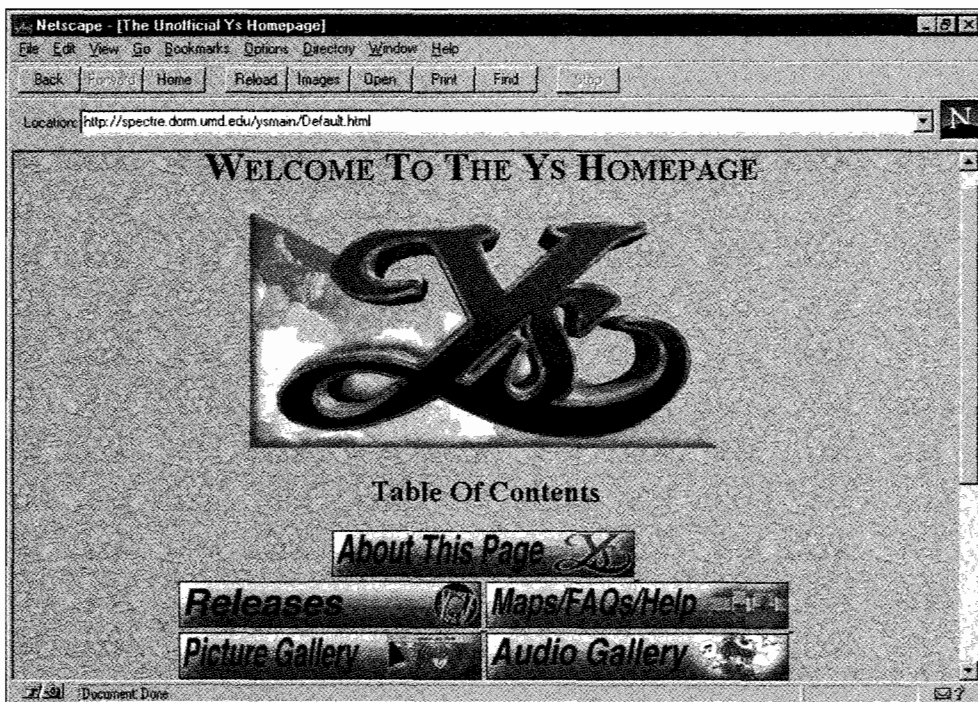 Netscape - [The Unofficial Ys Homepage]
File Edit View Go Bookmarks Options Directory Window Help
Back Forward Home Reload Images Open Print Find Stop
Location: http://spectre.dorm.umd.edu/ysmain/Default.html
N
WELCOME TO THE YS HOMEPAGE
Ys
Table Of Contents
About This Page Ys
Releases Maps/FAQs/Help
Picture Gallery Audio Gallery
Document: Done
?